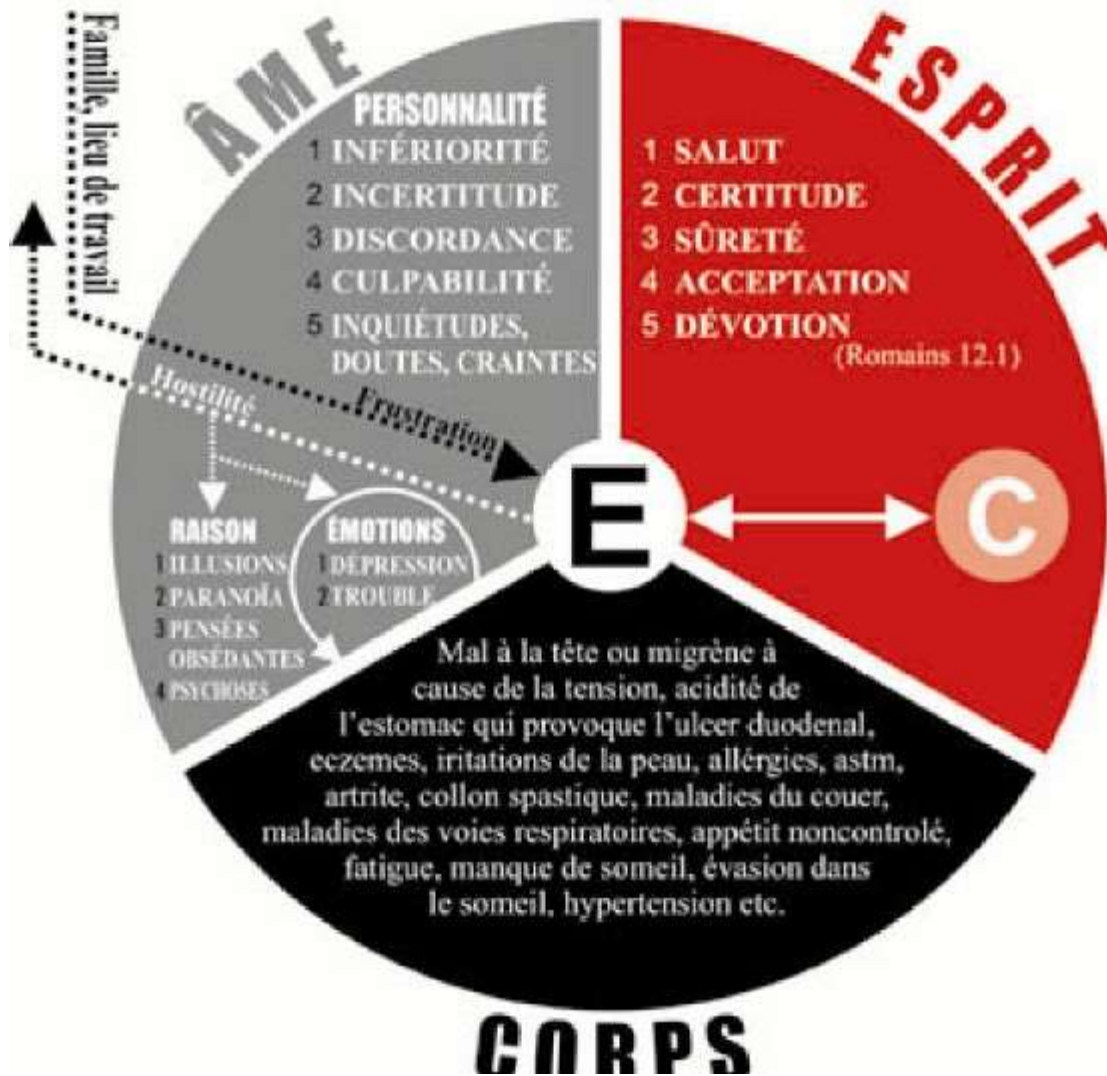 Famille, lieu de travail
ÂME
PERSONNALITÉ
1 INFÉRIORITÉ
2 INCERTITUDE
3 DISCORDANCE
4 CULPABILITÉ
5 INQUIÉTUDES,
DOUTES, CRAINTES
ESPRIT
1 SALUT
2 CERTITUDE
3 SÛRETÉ
4 ACCEPTATION
5 DÉVOTION
(Romains 12.1)
Hostilité
Frustration
E
C
RAISON
1 ILLUSIONS
2 PARANOÏA
3 PENSÉES
OBSÉDANTES
4 PSYCHOSES
ÉMOTIONS
1 DÉPRESSION
2 TROUBLE
Mal à la tête ou migrène à
cause de la tension, acidité de
l'estomac qui provoque l'ulcer duodenal,
eczemes, iritations de la peau, allérgies, astm,
artrite, collon spastique, maladies du couer,
maladies des voies respiratoires, appétit noncontrolé,
fatigue, manque de someil, évasion dans
le someil, hypertension etc.
CORPS